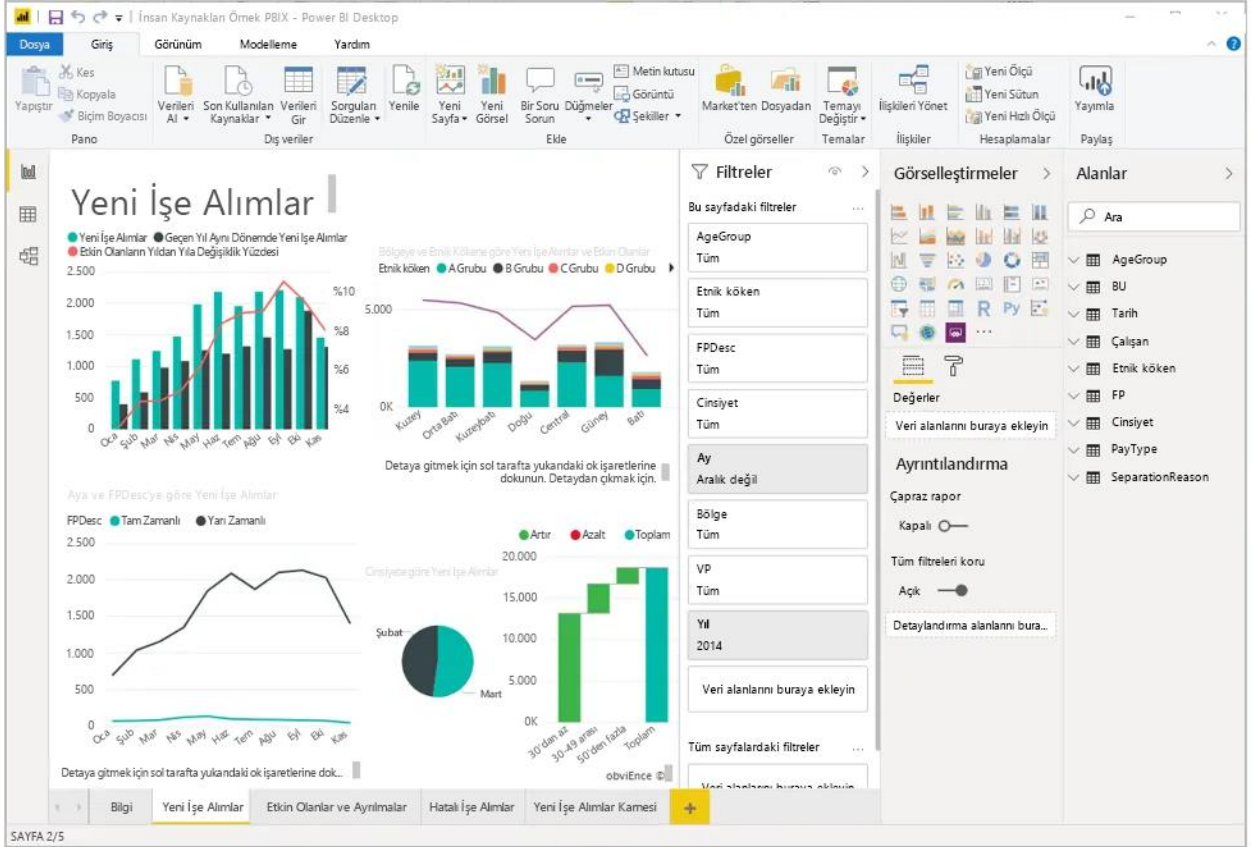 İnsan Kaynakları Örnek PBIX - Power BI Desktop
Dosya Giriş Görünüm Modelleme Yardım
Yapıştır
Kes
Kopyala
Biçim Boyacısı
Pano
Verileri Al
Son Kullanılan Kaynaklar
Verileri Gir
Dış veriler
Sorguları Düzenle
Yenile
Yeni Sayfa
Yeni Görsel
Bir Soru Sorun
Düğmeler
Metin kutusu
Görüntü
Şekiller
Ekle
Market'ten
Dosyadan
Özel görseller
Temayı Değiştir
Temalar
İlişkileri Yönet
İlişkiler
Yeni Ölçü
Yeni Sütun
Yeni Hızlı Ölçü
Hesaplamalar
Yayımla
Paylaş
Yeni İşe Alımlar
Yeni İşe Alımlar Geçen Yıl Aynı Dönemde Yeni İşe Alımlar
Etkin Olanların Yıldan Yıla Değişiklik Yüzdesi
2.500
2.000
1.500
1.000
500
0
%10
%8
%6
%4
Oca Şub Mar Nis May Haz Tem Ağu Eyl Eki Kas
Bölgeye ve Etnik Kökene göre Yeni İşe Alımlar ve Etkin Olanlar
Etnik köken A Grubu B Grubu C Grubu D Grubu
5.000
0K
Kuzey Orta Batı Kuzeybatı Doğu Central Güney Batı
Detaya gitmek için sol tarafta yukarıdaki ok işaretlerine
dokunun. Detaydan çıkmak için.
Aya ve FPDesc'ye göre Yeni İşe Alımlar
FPDesc Tam Zamanlı Yarı Zamanlı
2.500
2.000
1.500
1.000
500
0
Oca Şub Mar Nis May Haz Tem Ağu Eyl Eki Kas
Detaya gitmek için sol tarafta yukarıdaki ok işaretlerine dok...
Cinsiyete göre Yeni İşe Alımlar
Şubat
Mart
Artır Azalt Toplam
20.000
15.000
10.000
5.000
0K
30'dan az 30-49 arası 50'den fazla Toplam
obviEnce ©
Filtreler
Bu sayfadaki filtreler ...
AgeGroup
Tüm
Etnik köken
Tüm
FPDesc
Tüm
Cinsiyet
Tüm
Ay
Aralık değil
Bölge
Tüm
VP
Tüm
Yıl
2014
Veri alanlarını buraya ekleyin
Tüm sayfalardaki filtreler ...
Veri alanlarını buraya ekleyin
Görselleştirmeler
R Py
...
Değerler
Veri alanlarını buraya ekleyin
Ayrıntılandırma
Çapraz rapor
Kapalı
Tüm filtreleri koru
Açık
Detaylandırma alanlarını bura...
Alanlar
Ara
AgeGroup
BU
Tarih
Çalışan
Etnik köken
FP
Cinsiyet
PayType
SeparationReason
Bilgi Yeni İşe Alımlar Etkin Olanlar ve Ayrılmalar Hatalı İşe Alımlar Yeni İşe Alımlar Karnesi +
SAYFA 2/5